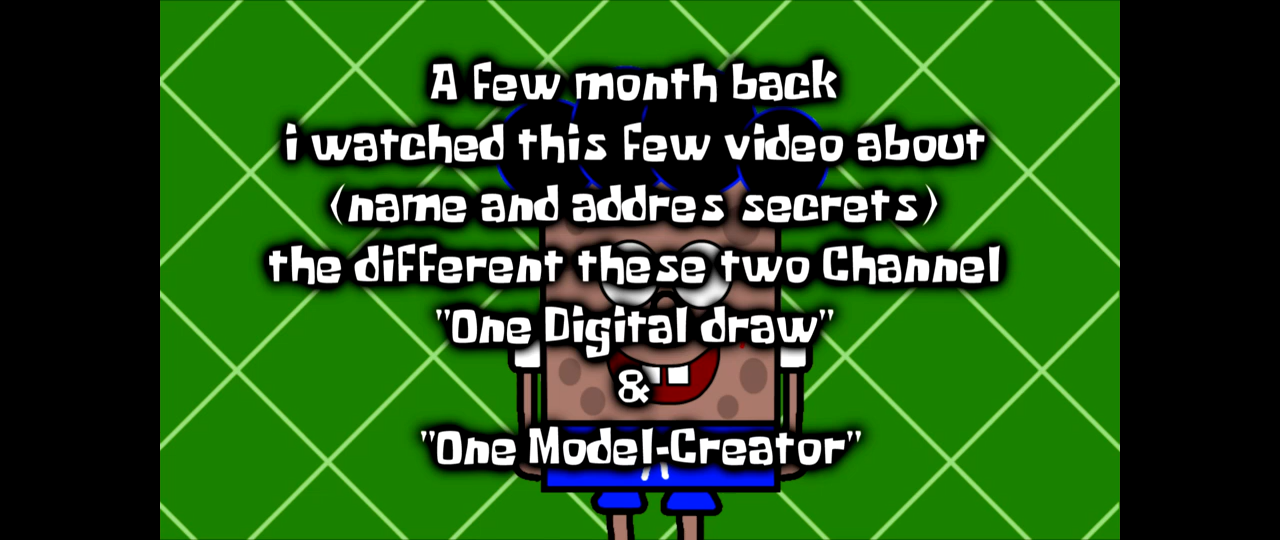 A few month back
i watched this few video about
(name and addres secrets)
the different these two Channel
"One Digital draw"
&
"One Model-Creator"